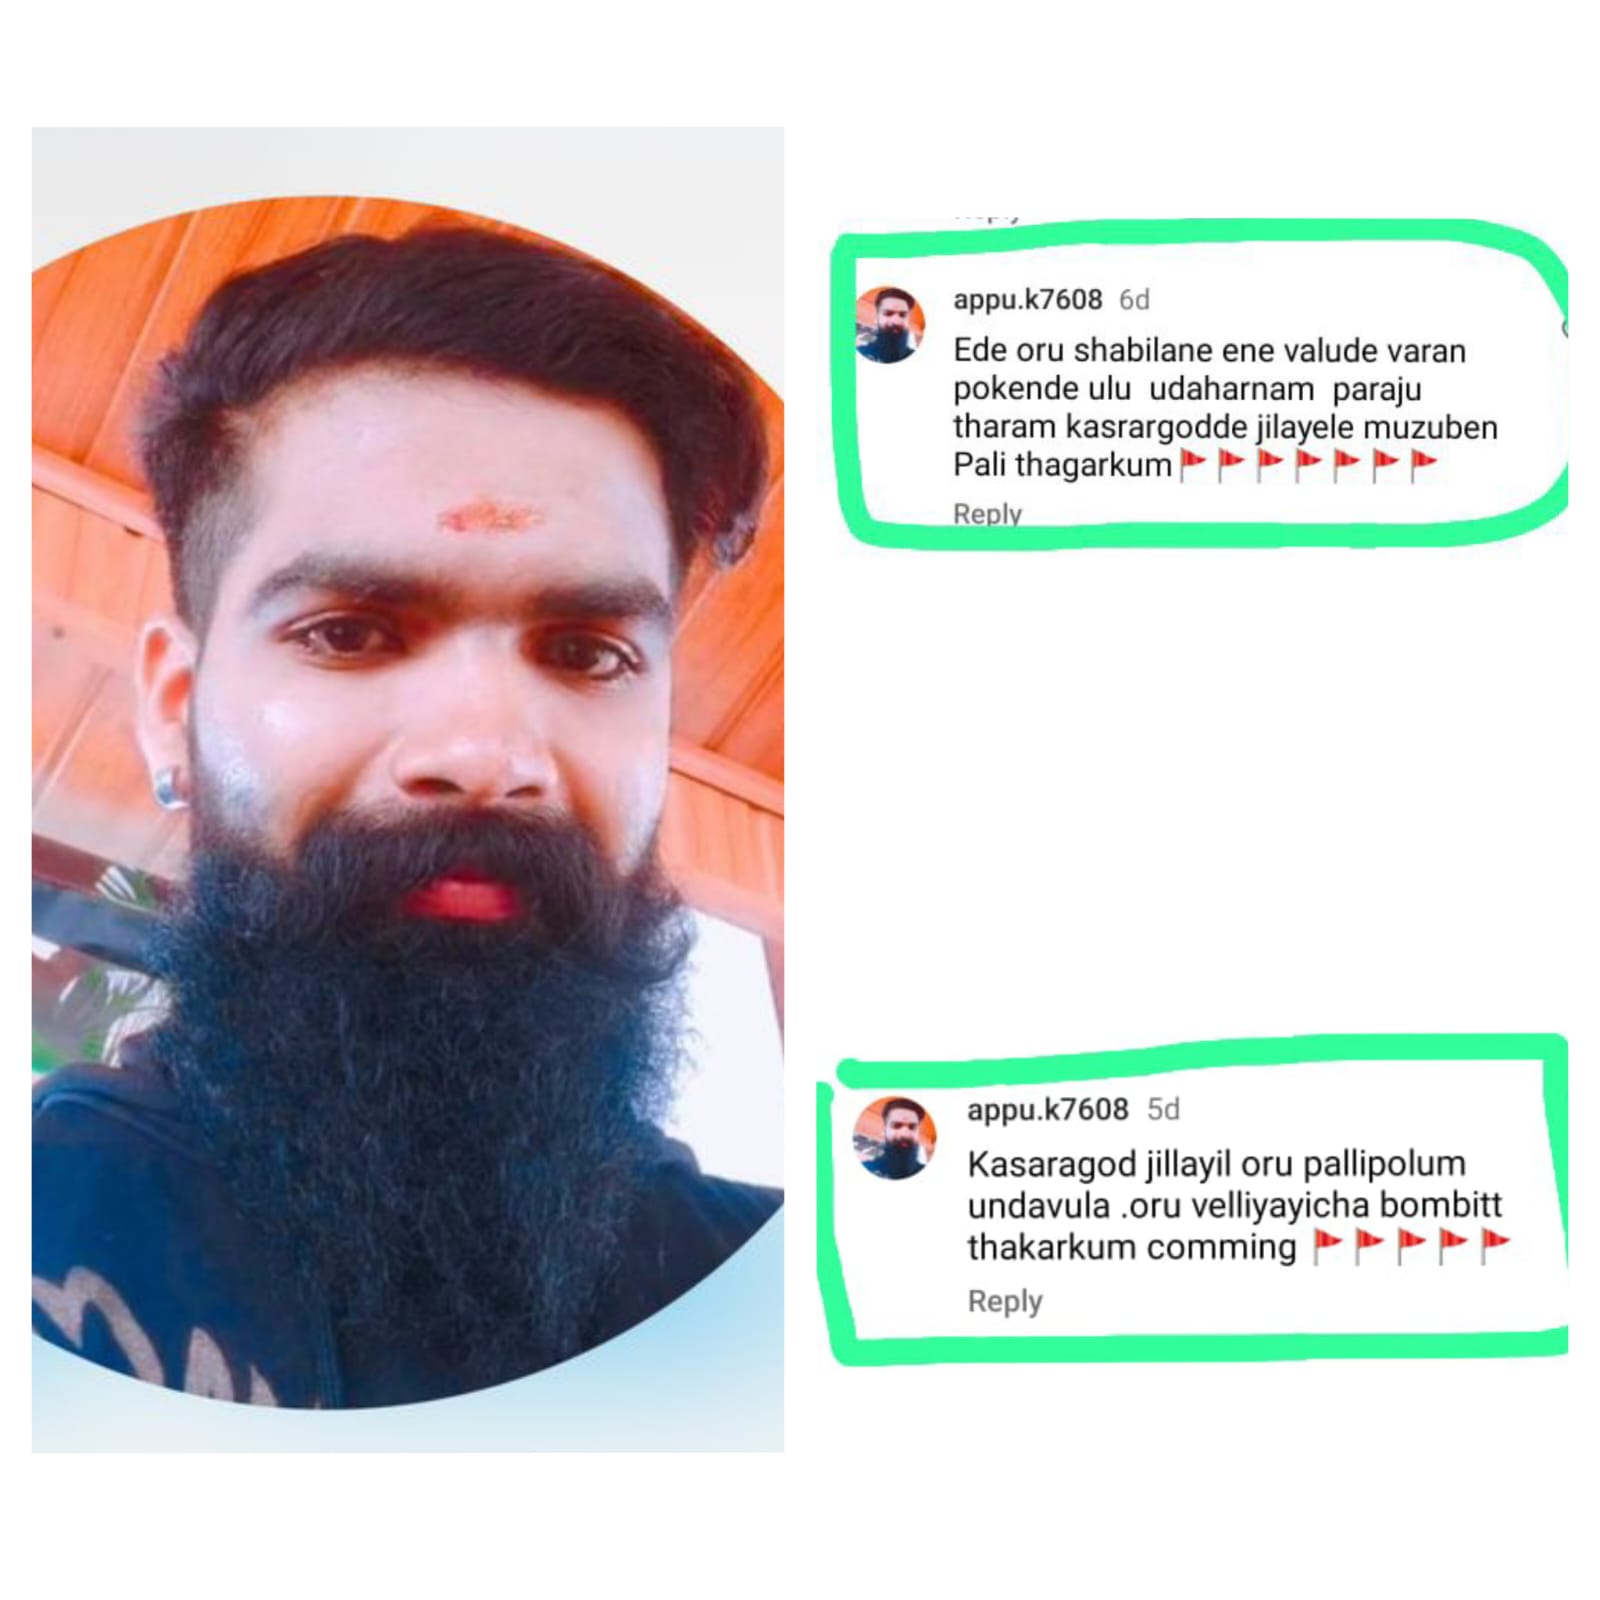 appu.k7608 6d
Ede oru shabilane ene valude varan
pokende ulu udaharnam paraju
tharam kasrargodde jilayele muzuben
Pali thagarkum🚩🚩🚩🚩🚩🚩🚩
Reply
appu.k7608 5d
Kasaragod jillayil oru pallipolum
undavula .oru velliyayicha bombitt
thakarkum comming 🚩🚩🚩🚩🚩
Reply